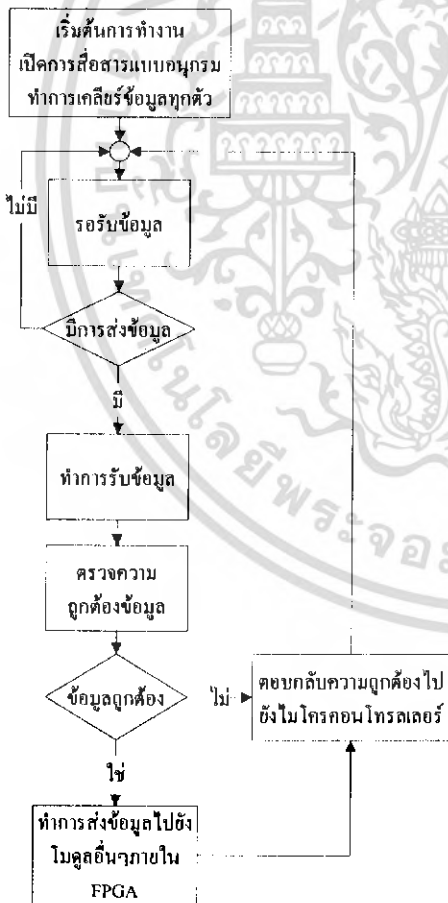 เริ่มต้นการทำงาน
เปิดการสื่อสารแบบอนุกรม
ทำการเคลียร์ข้อมูลทุกตัว
ไม่มี
รอรับข้อมูล
มีการส่งข้อมูล
มี
ทำการรับข้อมูล
ตรวจความ
ถูกต้องข้อมูล
ข้อมูลถูกต้อง
ไม่
ตอบกลับความถูกต้องไป
ยังไมโครคอนโทรลเลอร์
ใช่
ทำการส่งข้อมูลไปยัง
โมดูลอื่นๆภายใน
FPGA